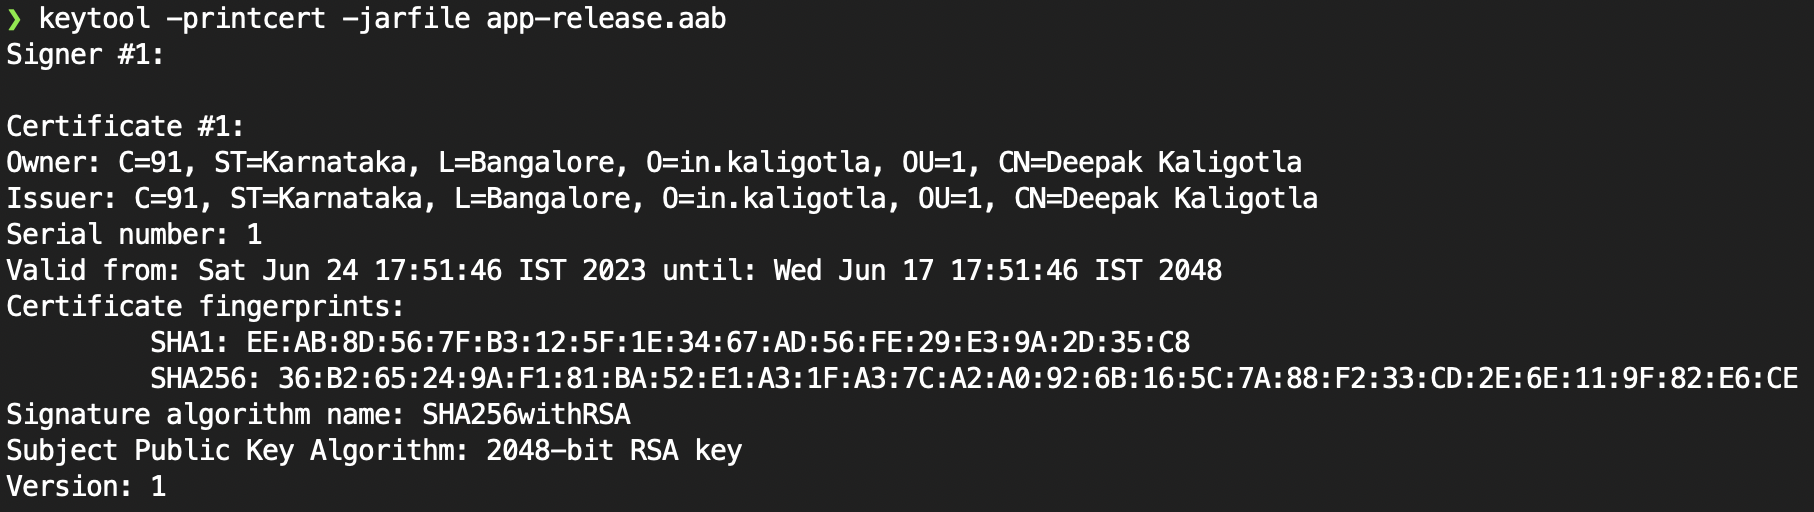 ❯ keytool -printcert -jarfile app-release.aab
Signer #1:
Certificate #1:
Owner: C=91, ST=Karnataka, L=Bangalore, O=in.kaligotla, OU=1, CN=Deepak Kaligotla
Issuer: C=91, ST=Karnataka, L=Bangalore, O=in.kaligotla, OU=1, CN=Deepak Kaligotla
Serial number: 1
Valid from: Sat Jun 24 17:51:46 IST 2023 until: Wed Jun 17 17:51:46 IST 2048
Certificate fingerprints:
SHA1: EE:AB:8D:56:7F:B3:12:5F:1E:34:67:AD:56:FE:29:E3:9A:2D:35:C8
SHA256: 36:B2:65:24:9A:F1:81:BA:52:E1:A3:1F:A3:7C:A2:A0:92:6B:16:5C:7A:88:F2:33:CD:2E:6E:11:9F:82:E6:CE
Signature algorithm name: SHA256withRSA
Subject Public Key Algorithm: 2048-bit RSA key
Version: 1